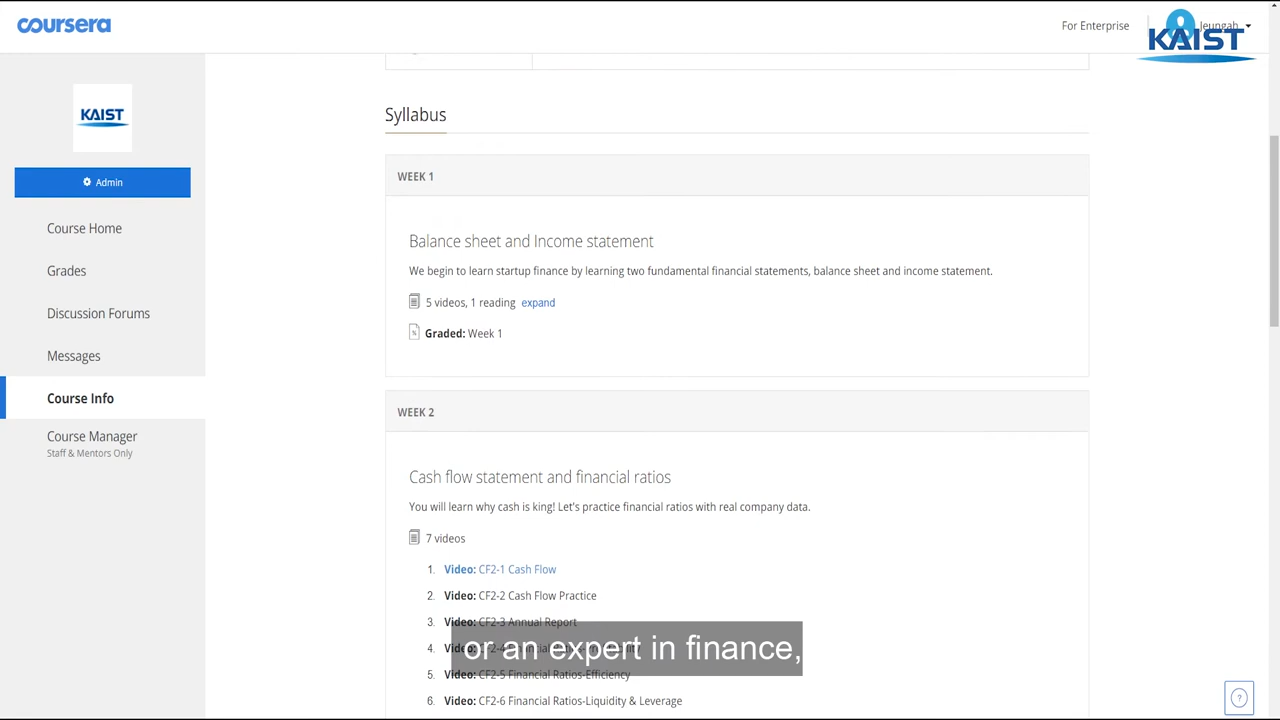 coursera
For Enterprise
Jeungah
KAIST
KAIST
Admin
Course Home
Grades
Discussion Forums
Messages
Course Info
Course Manager
Staff & Mentors Only
Syllabus
WEEK 1
Balance sheet and Income statement
We begin to learn startup finance by learning two fundamental financial statements, balance sheet and income statement.
5 videos, 1 reading expand
Graded: Week 1
WEEK 2
Cash flow statement and financial ratios
You will learn why cash is king! Let's practice financial ratios with real company data.
7 videos
1. Video: CF2-1 Cash Flow
2. Video: CF2-2 Cash Flow Practice
3. Video: CF2-3 Annual Report
4. Video: CF2-4 Financial
or an expert in finance,
5. Video: CF2-5 Financial Ratios-Efficiency
6. Video: CF2-6 Financial Ratios-Liquidity & Leverage